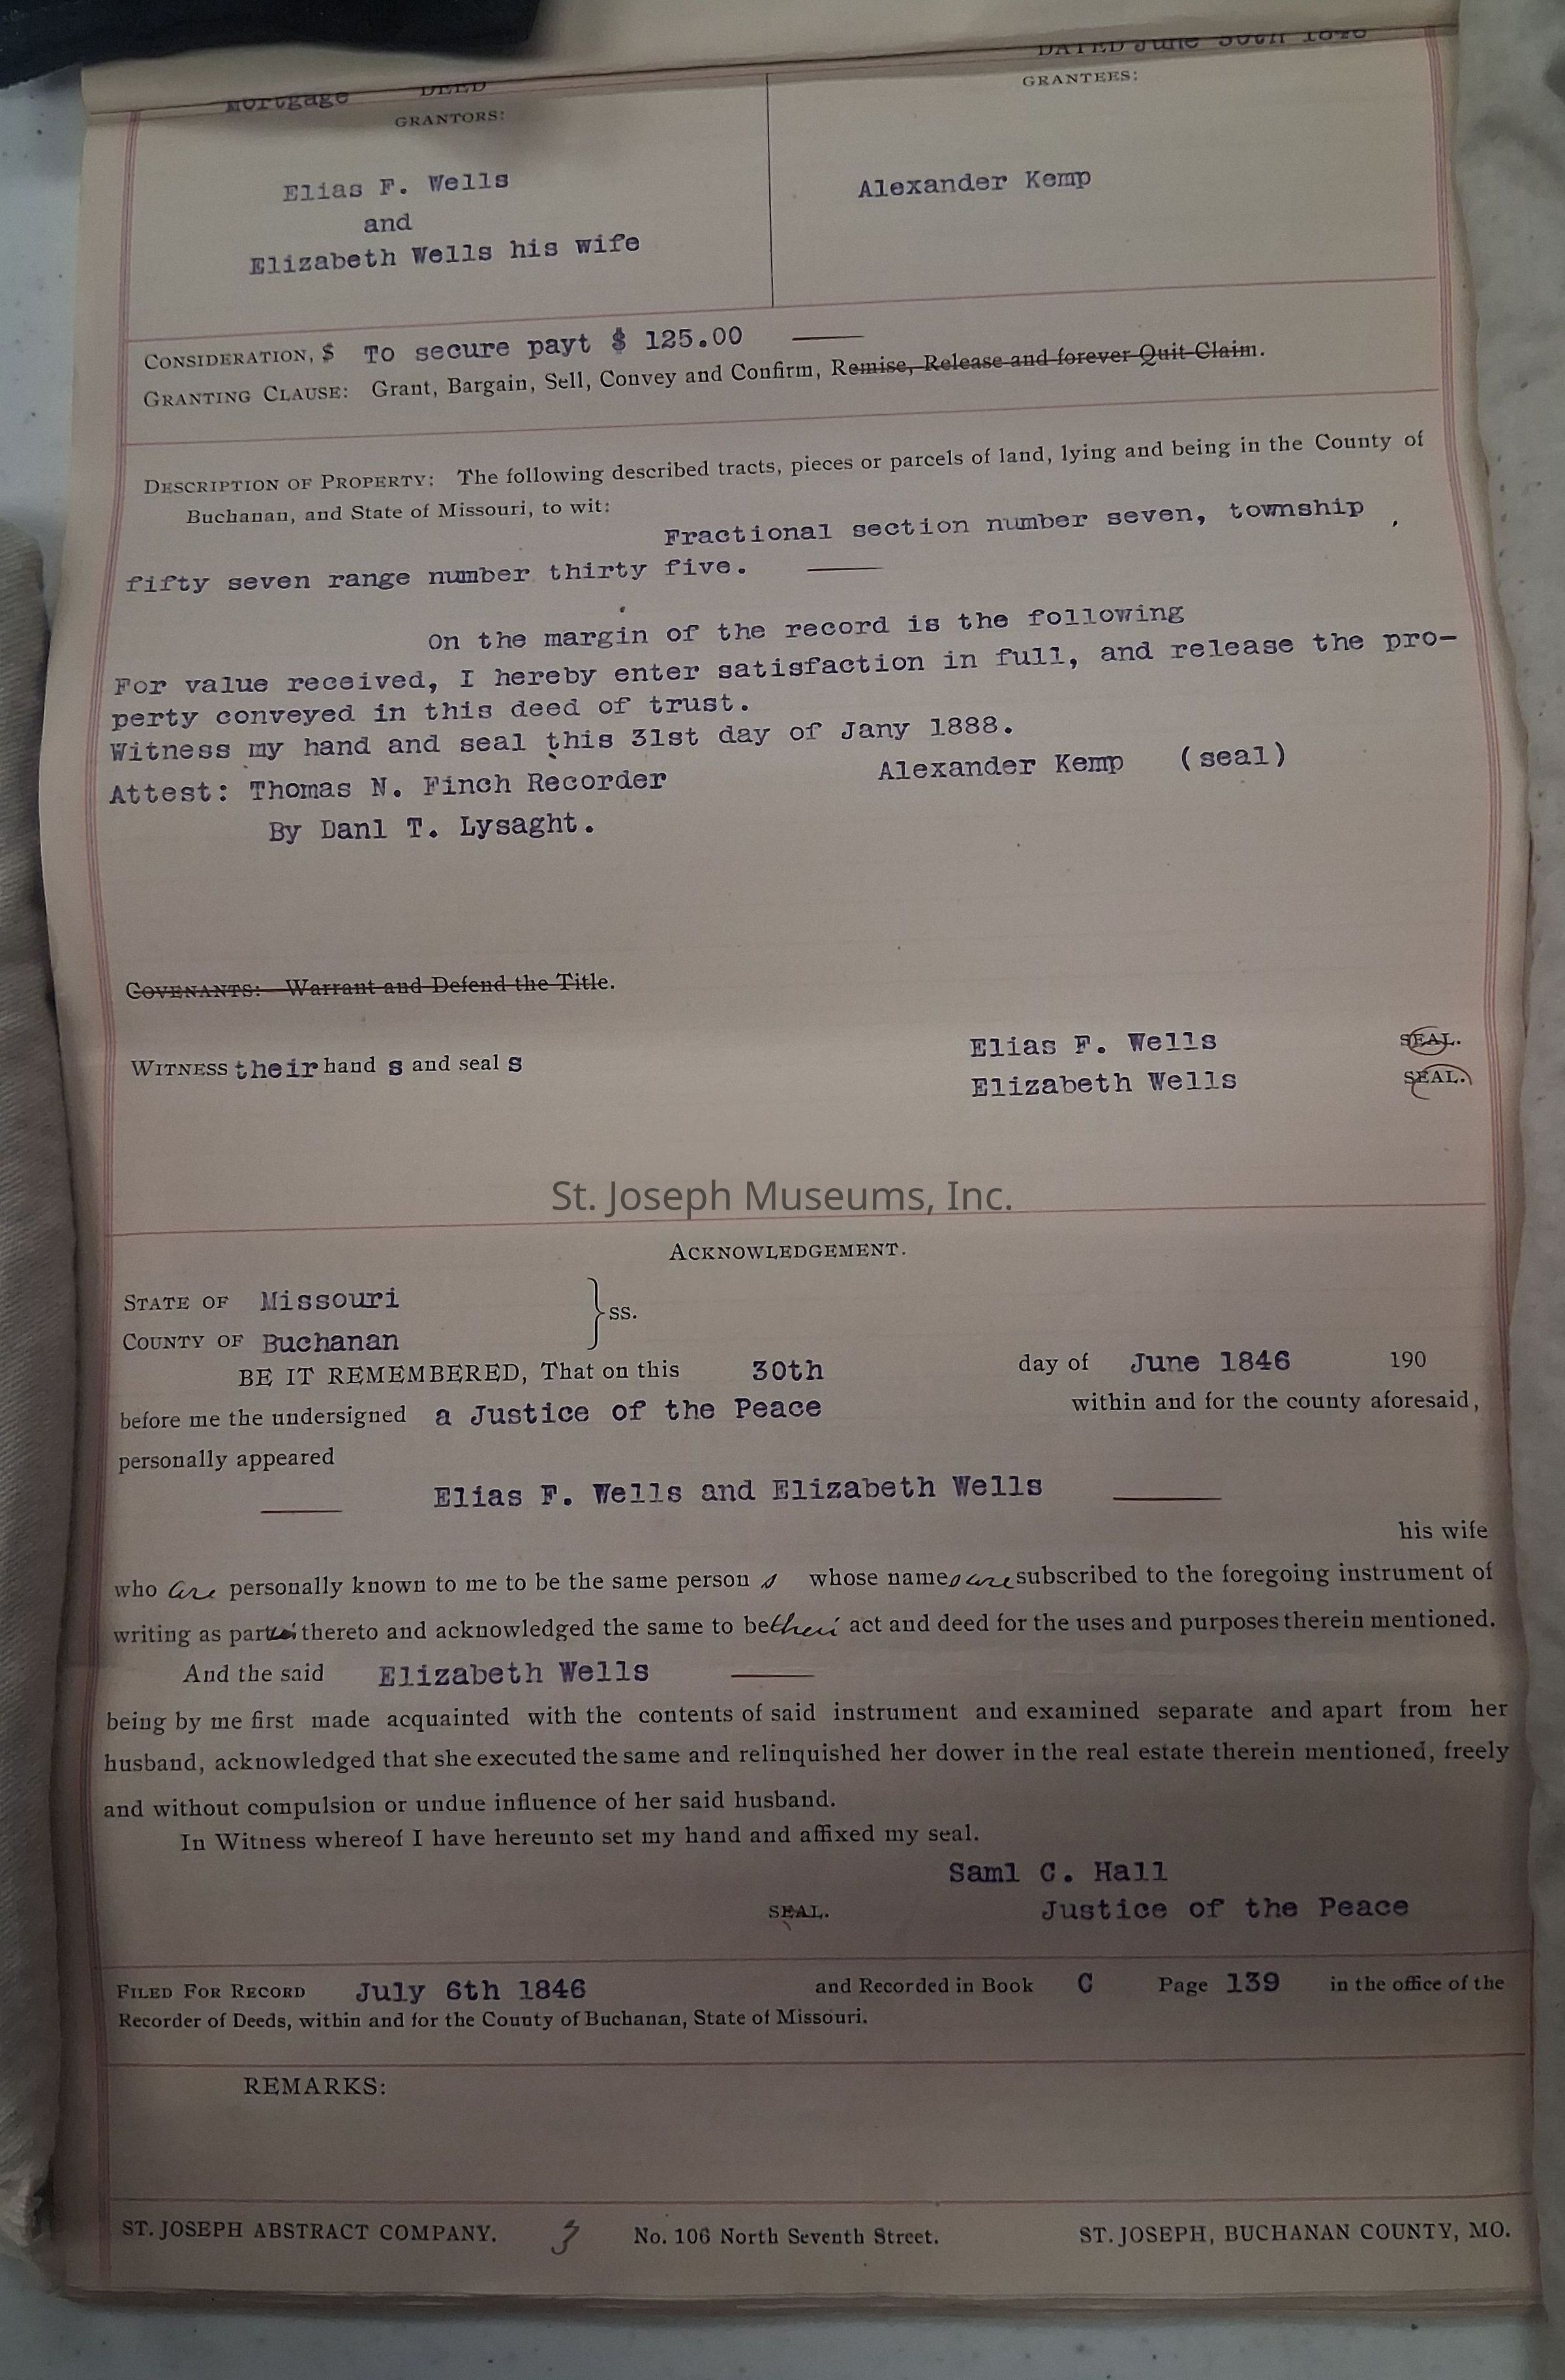 Mortgage DEED DATED June 30th 1846
GRANTORS: GRANTEES:
Elias F. Wells Alexander Kemp
and
Elizabeth Wells his wife
CONSIDERATION, $ To secure payt $ 125.00
GRANTING CLAUSE: Grant, Bargain, Sell, Convey and Confirm, Remise, Release and forever Quit Claim.
DESCRIPTION OF PROPERTY: The following described tracts, pieces or parcels of land, lying and being in the County of
Buchanan, and State of Missouri, to wit:
Fractional section number seven, township ,
fifty seven range number thirty five.
On the margin of the record is the following
For value received, I hereby enter satisfaction in full, and release the pro-
perty conveyed in this deed of trust.
Witness my hand and seal this 31st day of Jany 1888.
Attest: Thomas N. Finch Recorder Alexander Kemp (seal)
By Danl T. Lysaght.
COVENANTS: Warrant and Defend the Title.
WITNESS their hand s and seal s Elias F. Wells SEAL.
Elizabeth Wells SEAL.
St. Joseph Museums, Inc.
ACKNOWLEDGEMENT.
STATE OF Missouri
COUNTY OF Buchanan } ss.
BE IT REMEMBERED, That on this 30th day of June 1846 190
before me the undersigned a Justice of the Peace within and for the county aforesaid,
personally appeared
Elias F. Wells and Elizabeth Wells
his wife
who are personally known to me to be the same person s whose names are subscribed to the foregoing instrument of
writing as parties thereto and acknowledged the same to be their act and deed for the uses and purposes therein mentioned.
And the said Elizabeth Wells
being by me first made acquainted with the contents of said instrument and examined separate and apart from her
husband, acknowledged that she executed the same and relinquished her dower in the real estate therein mentioned, freely
and without compulsion or undue influence of her said husband.
In Witness whereof I have hereunto set my hand and affixed my seal.
Saml C. Hall
SEAL. Justice of the Peace
FILED FOR RECORD July 6th 1846 and Recorded in Book C Page 139 in the office of the
Recorder of Deeds, within and for the County of Buchanan, State of Missouri.
REMARKS:
ST. JOSEPH ABSTRACT COMPANY. 3 No. 106 North Seventh Street. ST. JOSEPH, BUCHANAN COUNTY, MO.